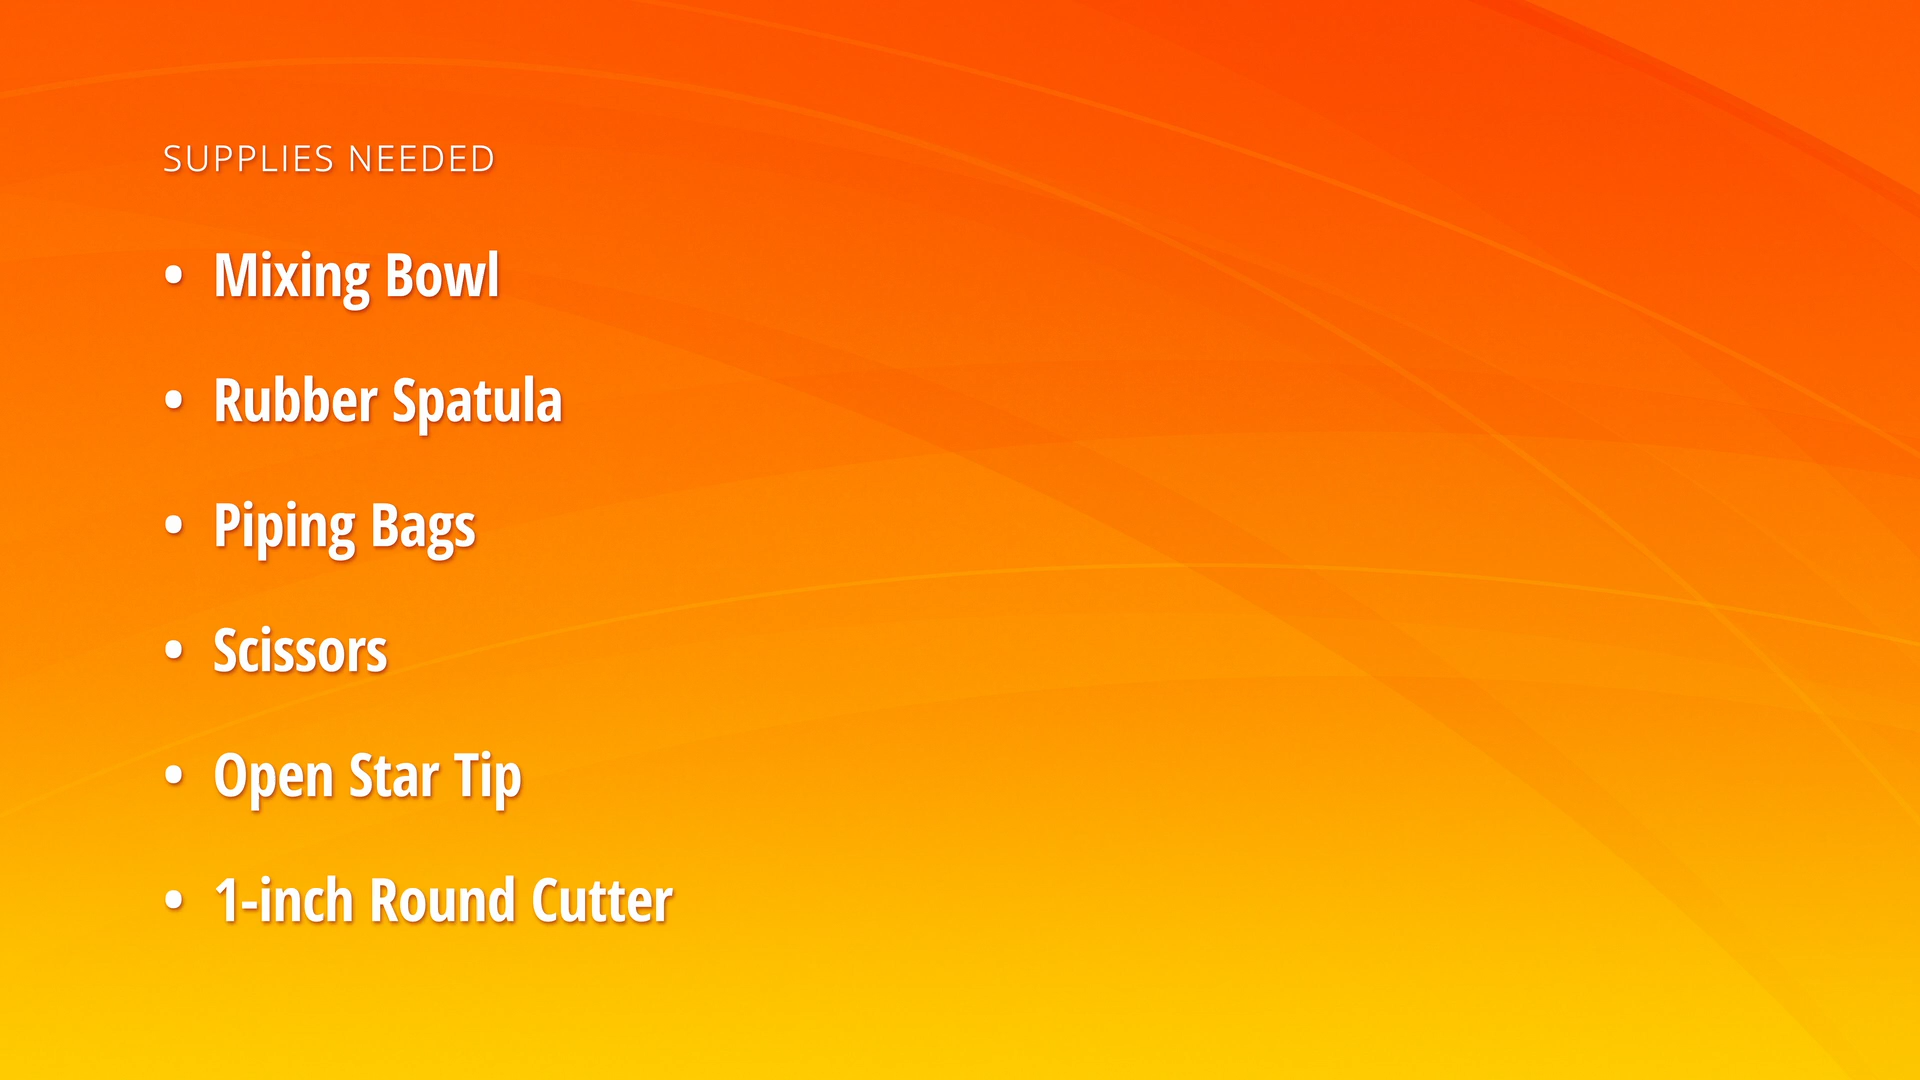 SUPPLIES NEEDED
• Mixing Bowl
• Rubber Spatula
• Piping Bags
• Scissors
• Open Star Tip
• 1-inch Round Cutter